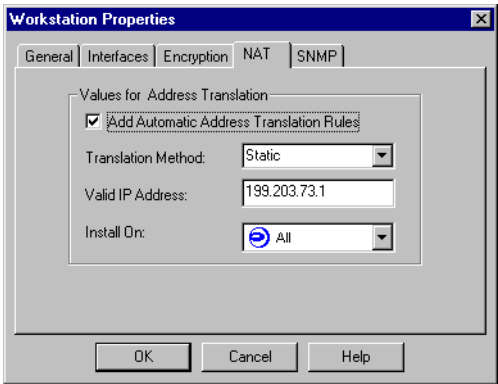 Workstation Properties
General Interfaces Encryption NAT SNMP
Values for Address Translation
Add Automatic Address Translation Rules
Translation Method: Static
Valid IP Address: 199.203.73.1
Install On: All
OK Cancel Help